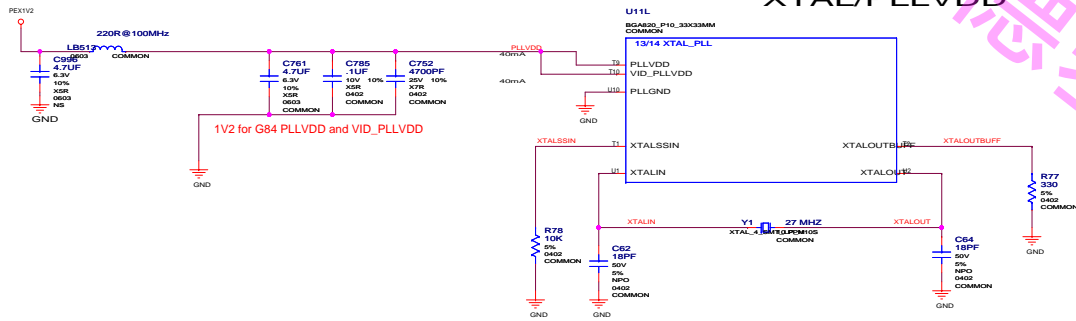 XTAL/PLLVDD
PEX1V2
220R@100MHz
LB513
0603
COMMON
C996
4.7UF
6.3V
10%
X5R
0603
NS
GND
C761
4.7UF
6.3V
10%
X5R
0603
COMMON
C785
.1UF
10V 10%
X5R
0402
COMMON
C752
4700PF
25V 10%
X7R
0402
COMMON
1V2 for G84 PLLVDD and VID_PLLVDD
GND
PLLVDD
40mA
40mA
GND
U11L
BGA820_P10_33X33MM
COMMON
13/14 XTAL_PLL
T9 PLLVDD
T10 VID_PLLVDD
U10 PLLGND
XTALSSIN T1 XTALSSIN
XTALOUTBUFF XTALOUTBUFF
U1 XTALIN
XTALOUT U2
R78
10K
5%
0402
COMMON
GND
XTALIN
Y1 27 MHZ
COMMON
XTALOUT
C62
18PF
50V
5%
NPO
0402
COMMON
GND
C64
18PF
50V
5%
NPO
0402
COMMON
GND
R77
330
5%
0402
COMMON
GND